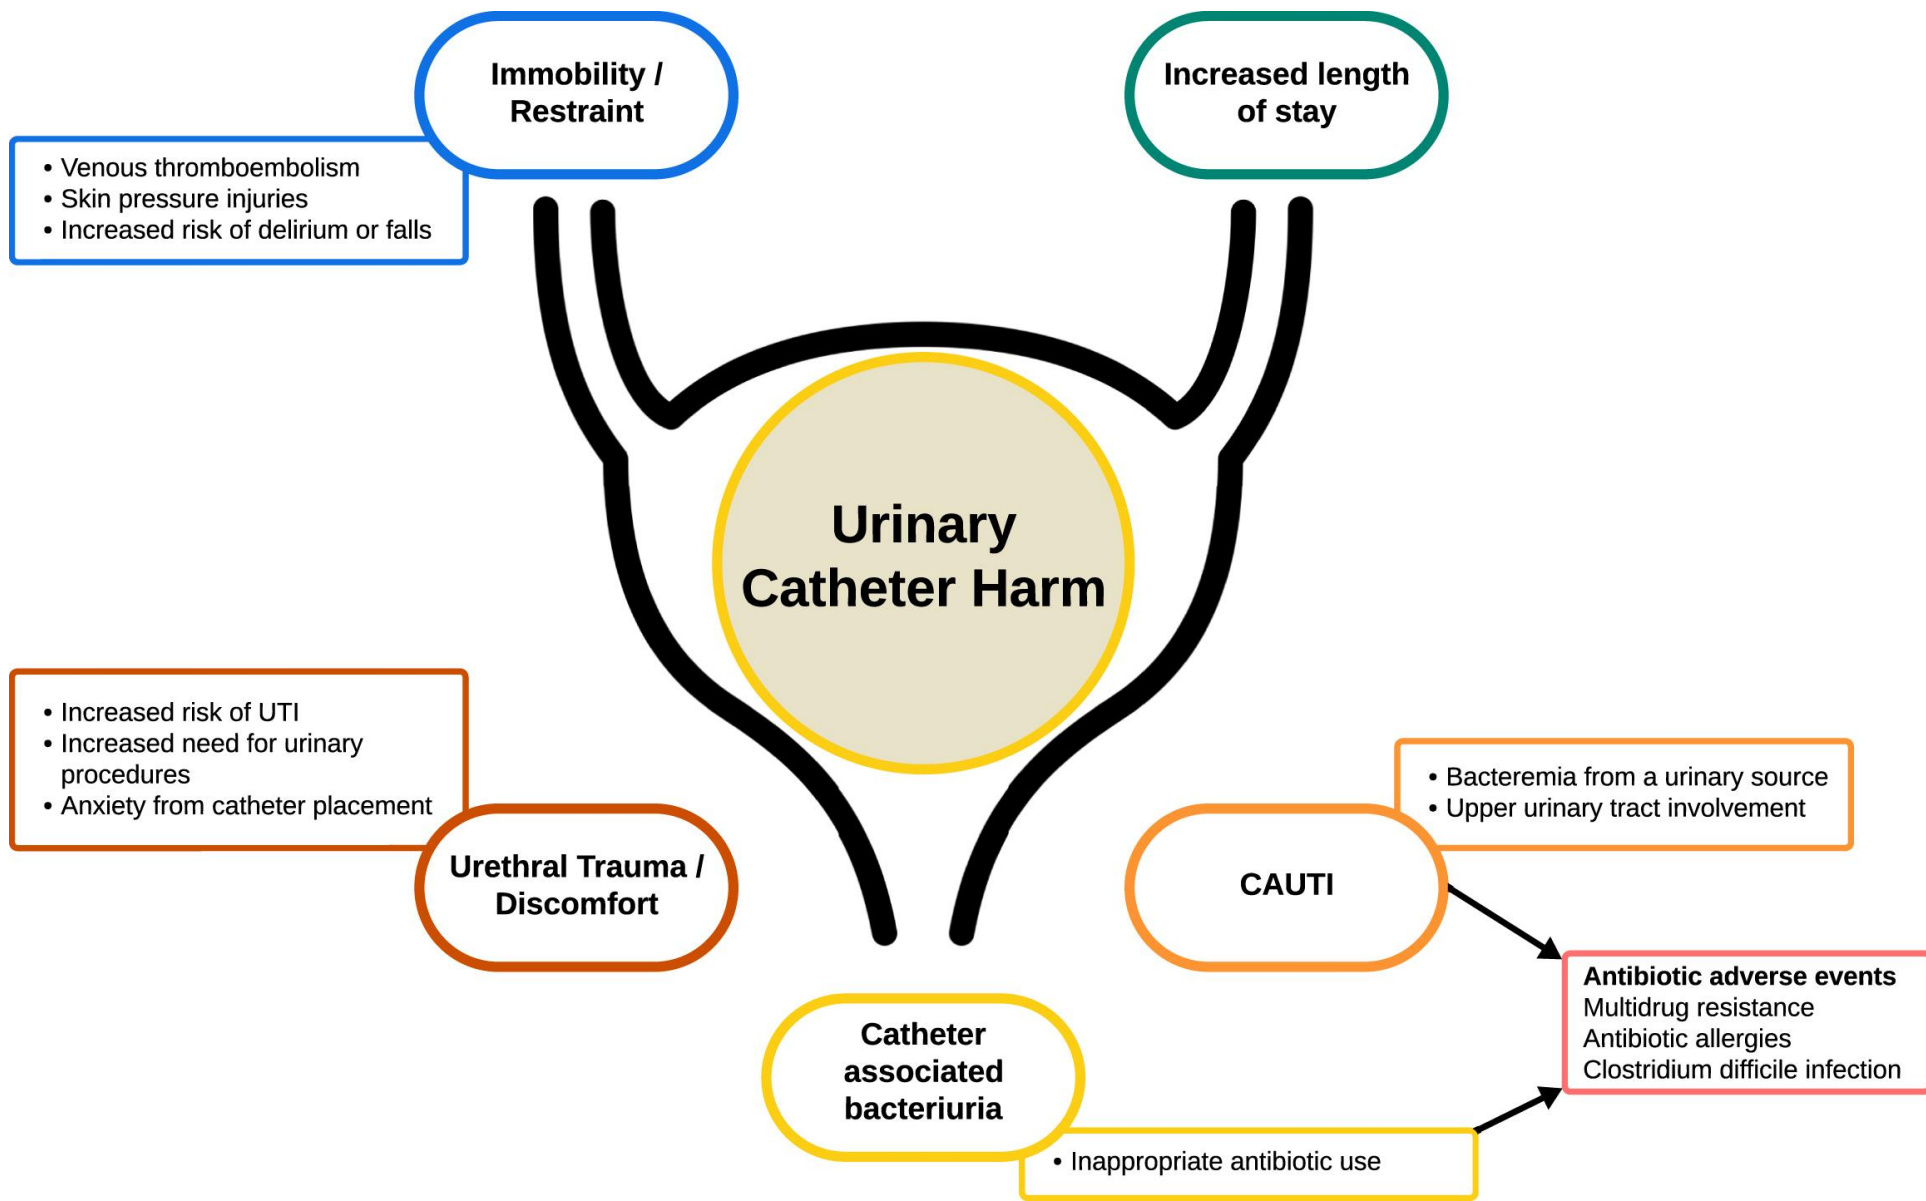 Immobility /
Restraint
• Venous thromboembolism
• Skin pressure injuries
• Increased risk of delirium or falls
Increased length
of stay
Urinary
Catheter Harm
• Increased risk of UTI
• Increased need for urinary
procedures
• Anxiety from catheter placement
Urethral Trauma /
Discomfort
• Bacteremia from a urinary source
• Upper urinary tract involvement
CAUTI
Antibiotic adverse events
Multidrug resistance
Antibiotic allergies
Clostridium difficile infection
Catheter
associated
bacteriuria
• Inappropriate antibiotic use